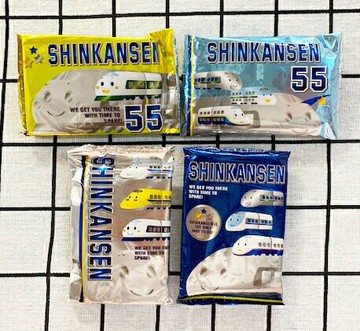 SHINKANSEN
WE GET YOU THERE
WITH TIME TO
SPARE!
55
SHINKANSEN
55
SHINKANSEN
WE GET YOU THERE
WITH TIME TO
SPARE!
SHINKANSEN
WE GET YOU THERE
WITH TIME TO
SPARE!